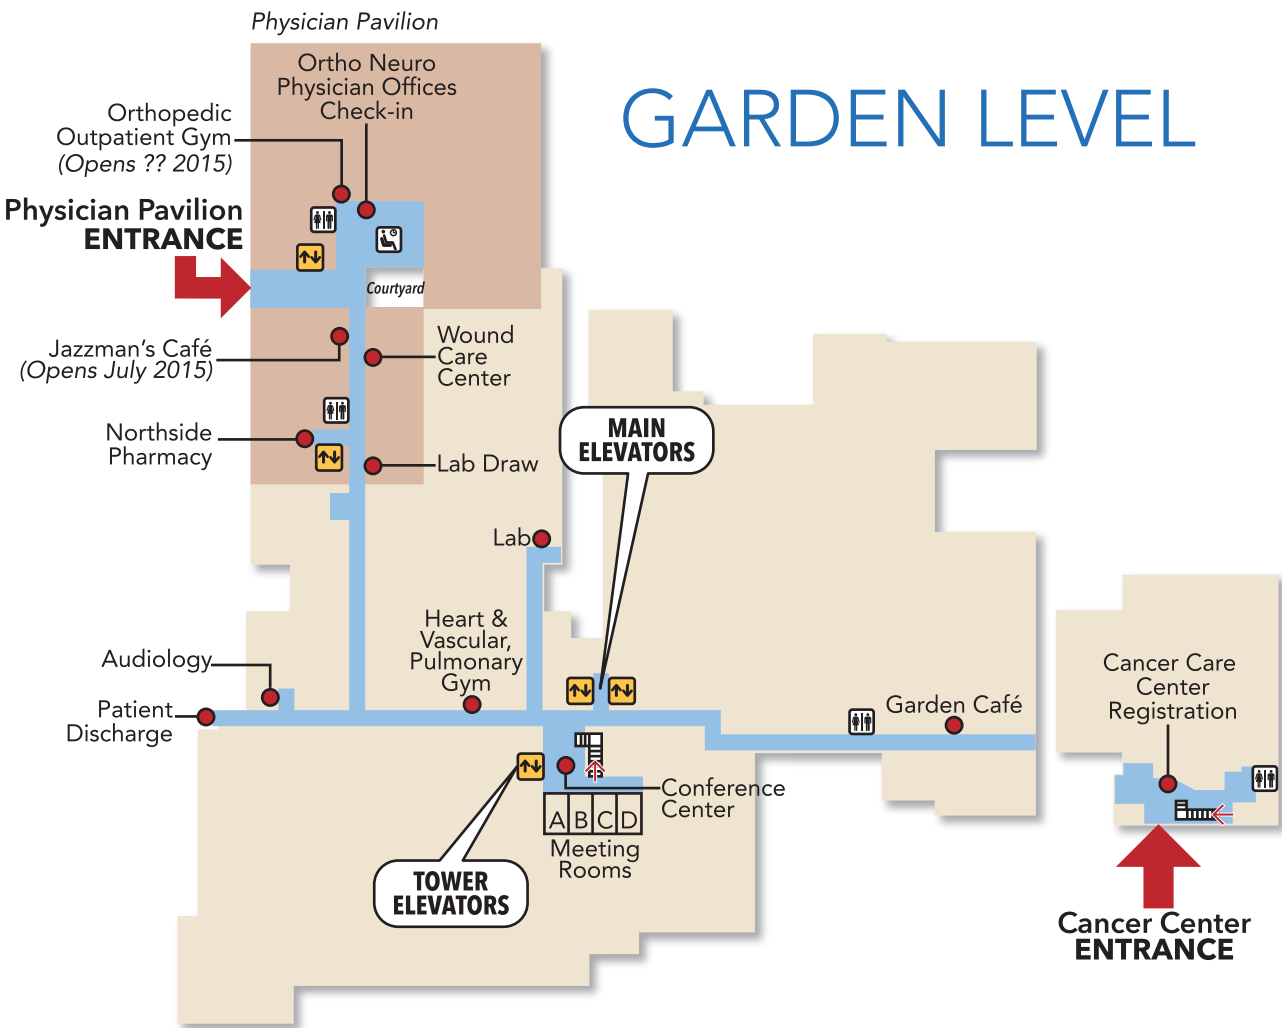 Physician Pavilion
GARDEN LEVEL
Ortho Neuro
Physician Offices
Check-in
Orthopedic
Outpatient Gym
(Opens ?? 2015)
Physician Pavilion
ENTRANCE
Courtyard
Jazzman's Café
(Opens July 2015)
Wound
Care
Center
Northside
Pharmacy
Lab Draw
MAIN
ELEVATORS
Lab
Heart &
Vascular,
Pulmonary
Gym
Audiology
Patient
Discharge
Garden Café
Cancer Care
Center
Registration
Conference
Center
A B C D
Meeting
Rooms
TOWER
ELEVATORS
Cancer Center
ENTRANCE